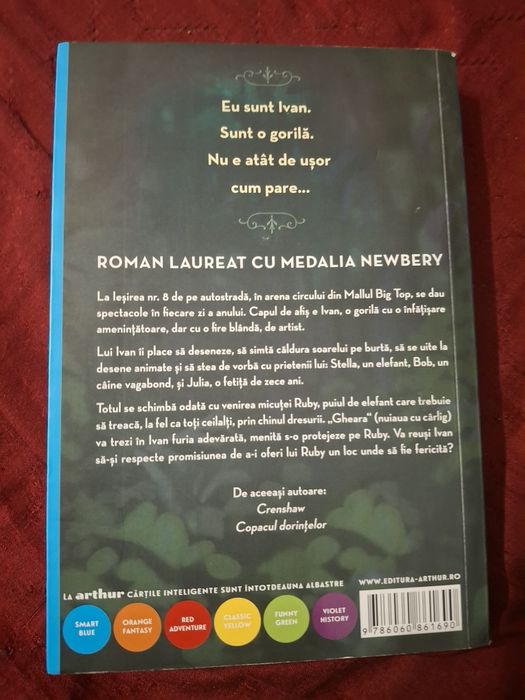 Eu sunt Ivan.
Sunt o gorilă.
Nu e atât de ușor
cum pare...
ROMAN LAUREAT CU MEDALIA NEWBERY
La Ieșirea nr. 8 de pe autostradă, în arena circului din Mallul Big Top, se dau
spectacole în fiecare zi a anului. Capul de afiș e Ivan, o gorilă cu o înfățișare
amenințătoare, dar cu o fire blândă, de artist.
Lui Ivan îi place să deseneze, să simtă căldura soarelui pe burtă, să se uite la
desene animate și să stea de vorbă cu prietenii lui: Stella, un elefant, Bob, un
câine vagabond, și Julia, o fetiță de zece ani.
Totul se schimbă odată cu venirea micuței Ruby, puiul de elefant care trebuie
să treacă, la fel ca toți ceilalți, prin chinul dresurii. „Gheara“ (nuiaua cu cârlig)
va trezi în Ivan furia adevărată, menită s-o protejeze pe Ruby. Va reuși Ivan
să-și respecte promisiunea de a-i oferi lui Ruby un loc unde să fie fericită?
De aceeași autoare:
Crenshaw
Copacul dorințelor
LA arthur CĂRȚILE INTELIGENTE SUNT ÎNTOTDEAUNA ALBASTRE
WWW.EDITURA-ARTHUR.RO
SMART
BLUE
ORANGE
FANTASY
RED
ADVENTURE
CLASSIC
YELLOW
FUNNY
GREEN
VIOLET
HISTORY
9 786060 861690